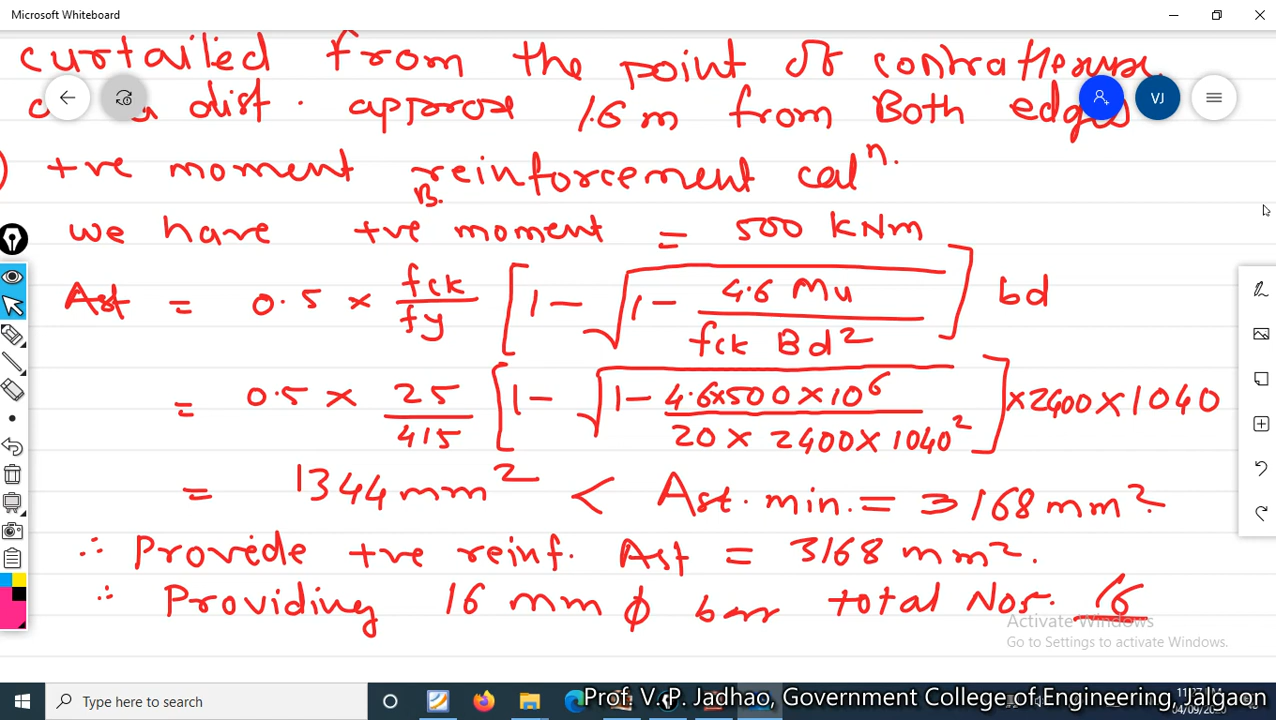 Microsoft Whiteboard
curtailed from the point of contraflexure
dist. approx 1.6 m from Both edges
VJ
) +ve moment reinforcement calⁿ.
B.
we have +ve moment = 500 kNm
Ast = 0.5 × fck/fy [1 − √(1 − 4.6 Mu / fck Bd²)] bd
= 0.5 × 25/415 [1 − √(1 − 4.6×500×10⁶ / 20 × 2400 × 1040²)] ×2400×1040
= 1344 mm² < Ast. min. = 3168 mm²
∴ Provide +ve reinf. Ast = 3168 mm².
∴ Providing 16 mm ϕ bar total Nos. 16
Activate Windows
Go to Settings to activate Windows.
Type here to search
Prof. V. P. Jadhao, Government College of Engineering, Jalgaon